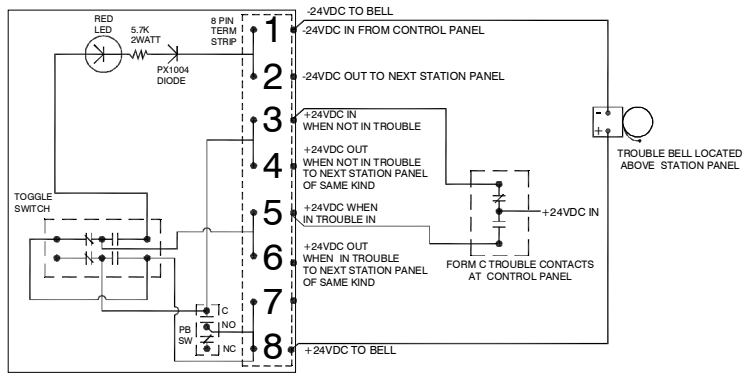 -24VDC TO BELL
RED
LED
5.7K
2WATT
PX1004
DIODE
8 PIN
TERM
STRIP
1
-24VDC IN FROM CONTROL PANEL
2
-24VDC OUT TO NEXT STATION PANEL
3
+24VDC IN
WHEN NOT IN TROUBLE
4
+24VDC OUT
WHEN NOT IN TROUBLE
TO NEXT STATION PANEL
OF SAME KIND
-
+
TROUBLE BELL LOCATED
ABOVE STATION PANEL
TOGGLE
SWITCH
5
+24VDC WHEN
IN TROUBLE IN
+24VDC IN
6
+24VDC OUT
WHEN IN TROUBLE
TO NEXT STATION PANEL
OF SAME KIND
FORM C TROUBLE CONTACTS
AT CONTROL PANEL
7
C
NO
PB
SW
NC
8
+24VDC TO BELL